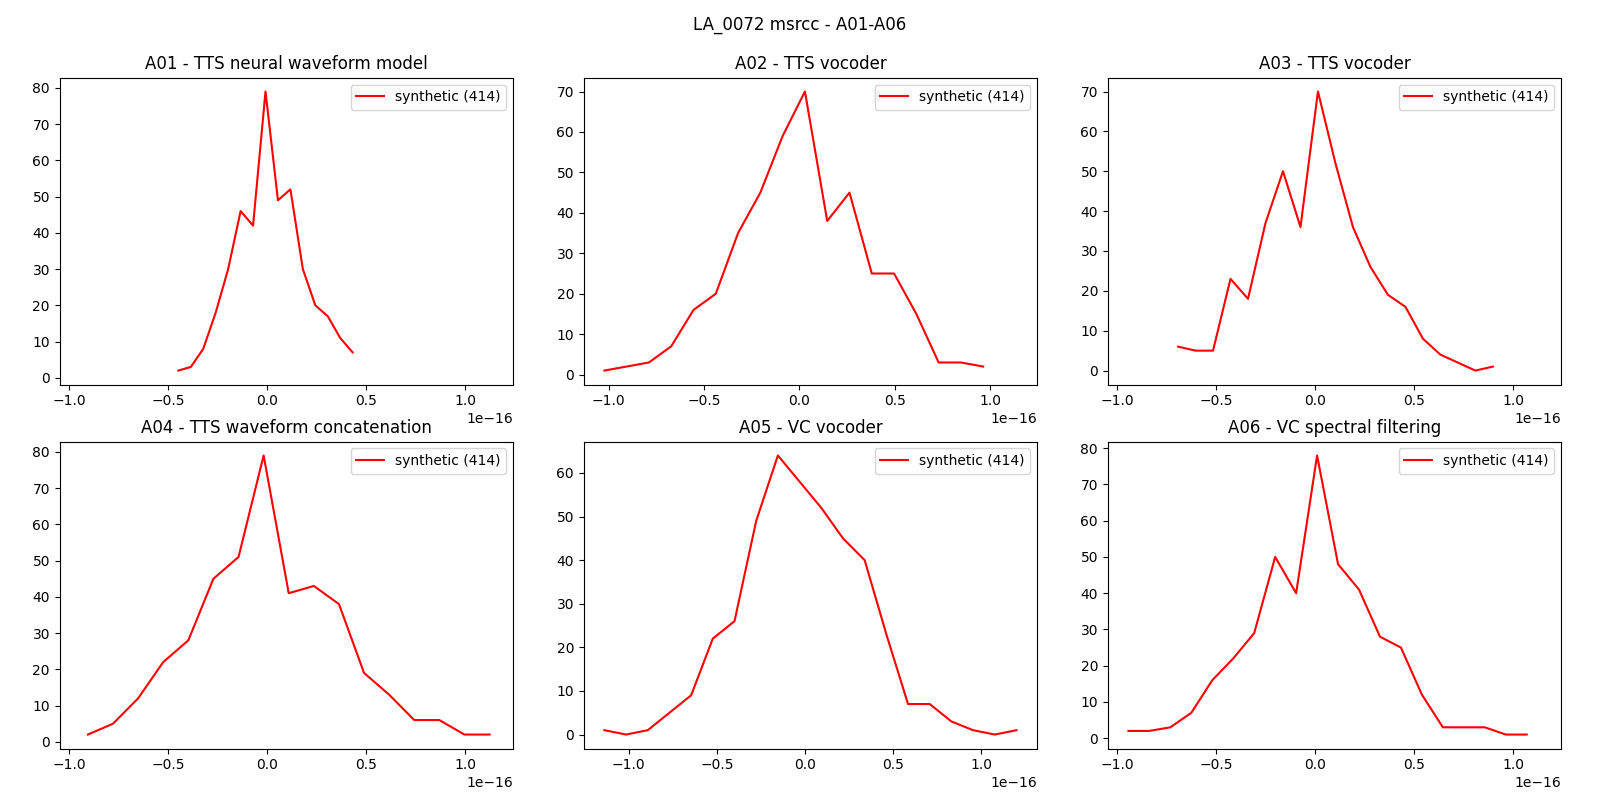 LA_0072 msrcc - A01-A06
A01 - TTS neural waveform model
synthetic (414)
80
70
60
50
40
30
20
10
0
−1.0 −0.5 0.0 0.5 1.0
1e−16
A02 - TTS vocoder
synthetic (414)
70
60
50
40
30
20
10
0
−1.0 −0.5 0.0 0.5 1.0
1e−16
A03 - TTS vocoder
synthetic (414)
70
60
50
40
30
20
10
0
−1.0 −0.5 0.0 0.5 1.0
1e−16
A04 - TTS waveform concatenation
synthetic (414)
80
70
60
50
40
30
20
10
0
−1.0 −0.5 0.0 0.5 1.0
1e−16
A05 - VC vocoder
synthetic (414)
60
50
40
30
20
10
0
−1.0 −0.5 0.0 0.5 1.0
1e−16
A06 - VC spectral filtering
synthetic (414)
80
70
60
50
40
30
20
10
0
−1.0 −0.5 0.0 0.5 1.0
1e−16